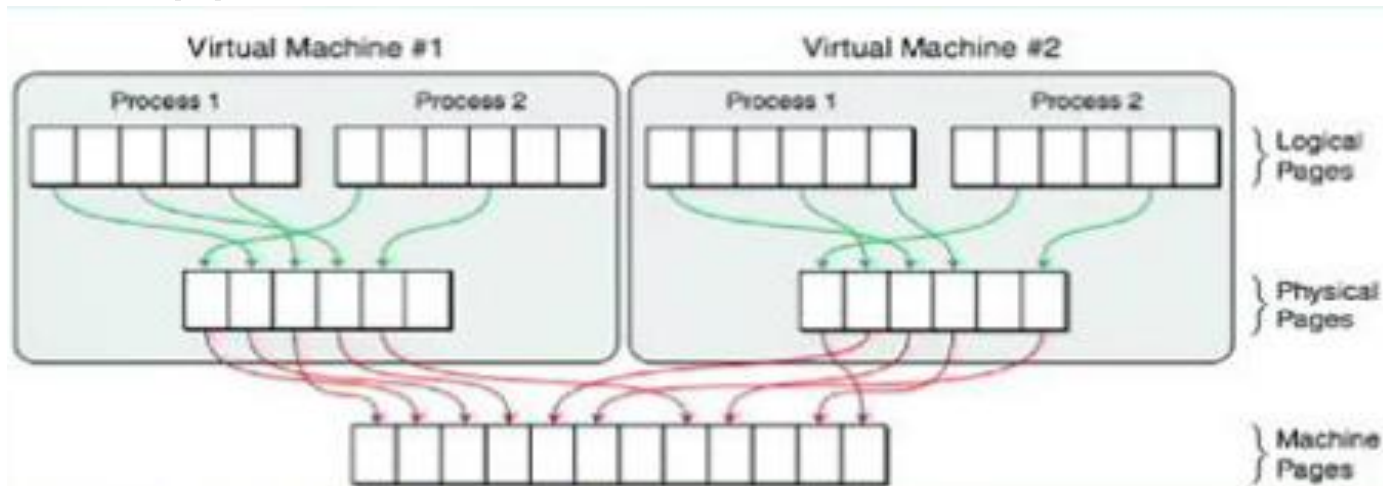 Virtual Machine #1
Virtual Machine #2
Process 1
Process 2
Process 1
Process 2
Logical
Pages
Physical
Pages
Machine
Pages